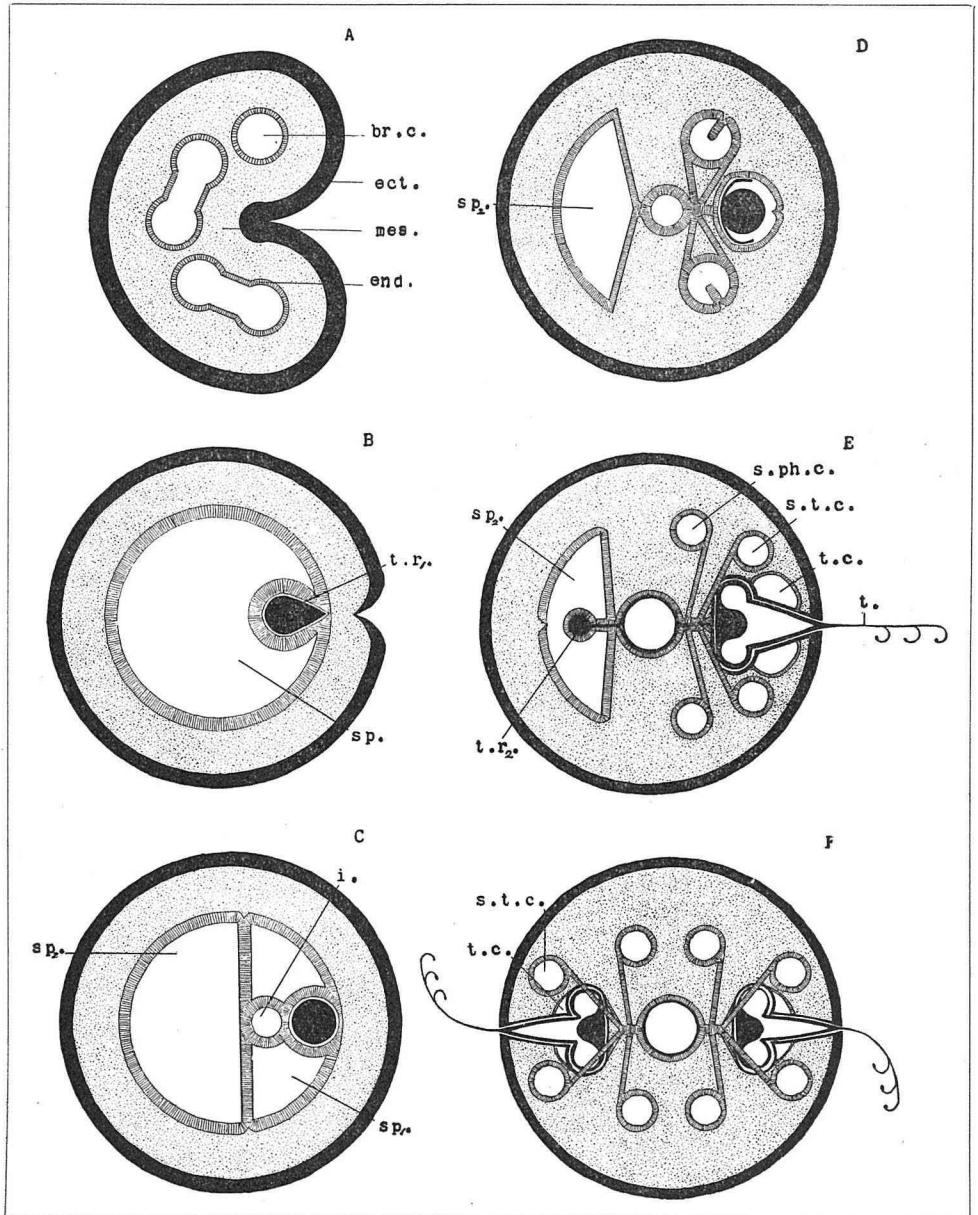 A
br.c.
ect.
mes.
end.
D
sp₂.
B
t.r₁.
sp.
E
s.ph.c.
s.t.c.
t.c.
t.
sp₂.
t.r₂.
C
i.
sp₂.
sp₁.
F
s.t.c.
t.c.